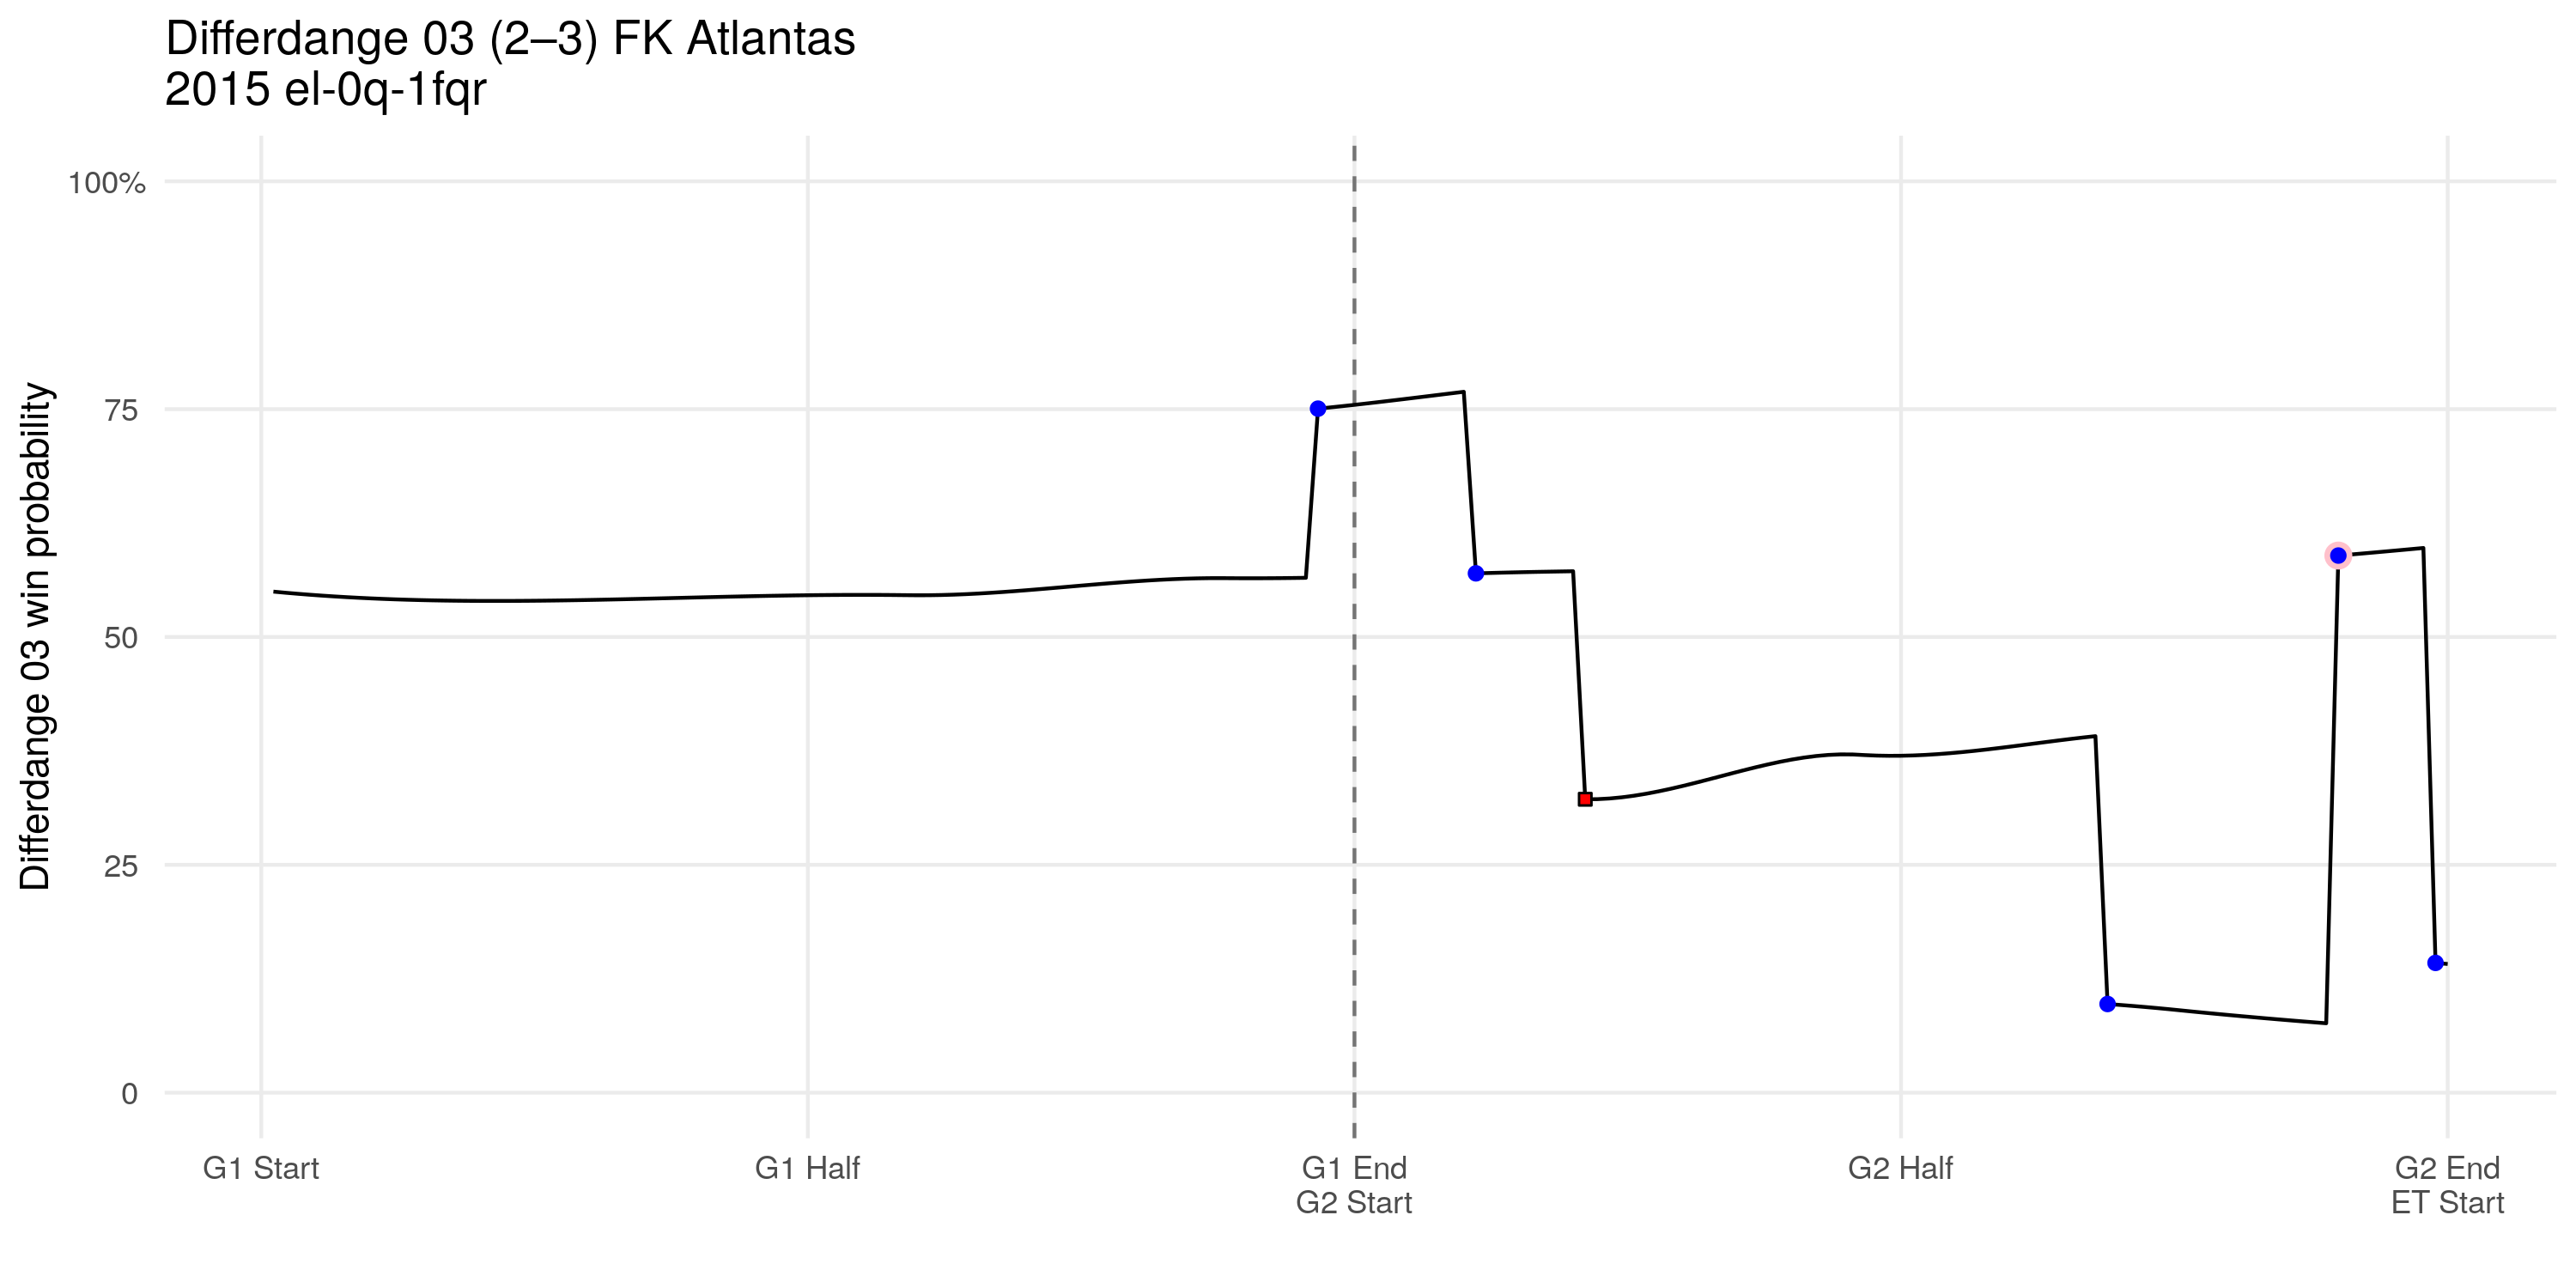 Differdange 03 (2–3) FK Atlantas
2015 el-0q-1fqr
Differdange 03 win probability
100%
75
50
25
0
G1 Start
G1 Half
G1 End
G2 Start
G2 Half
G2 End
ET Start